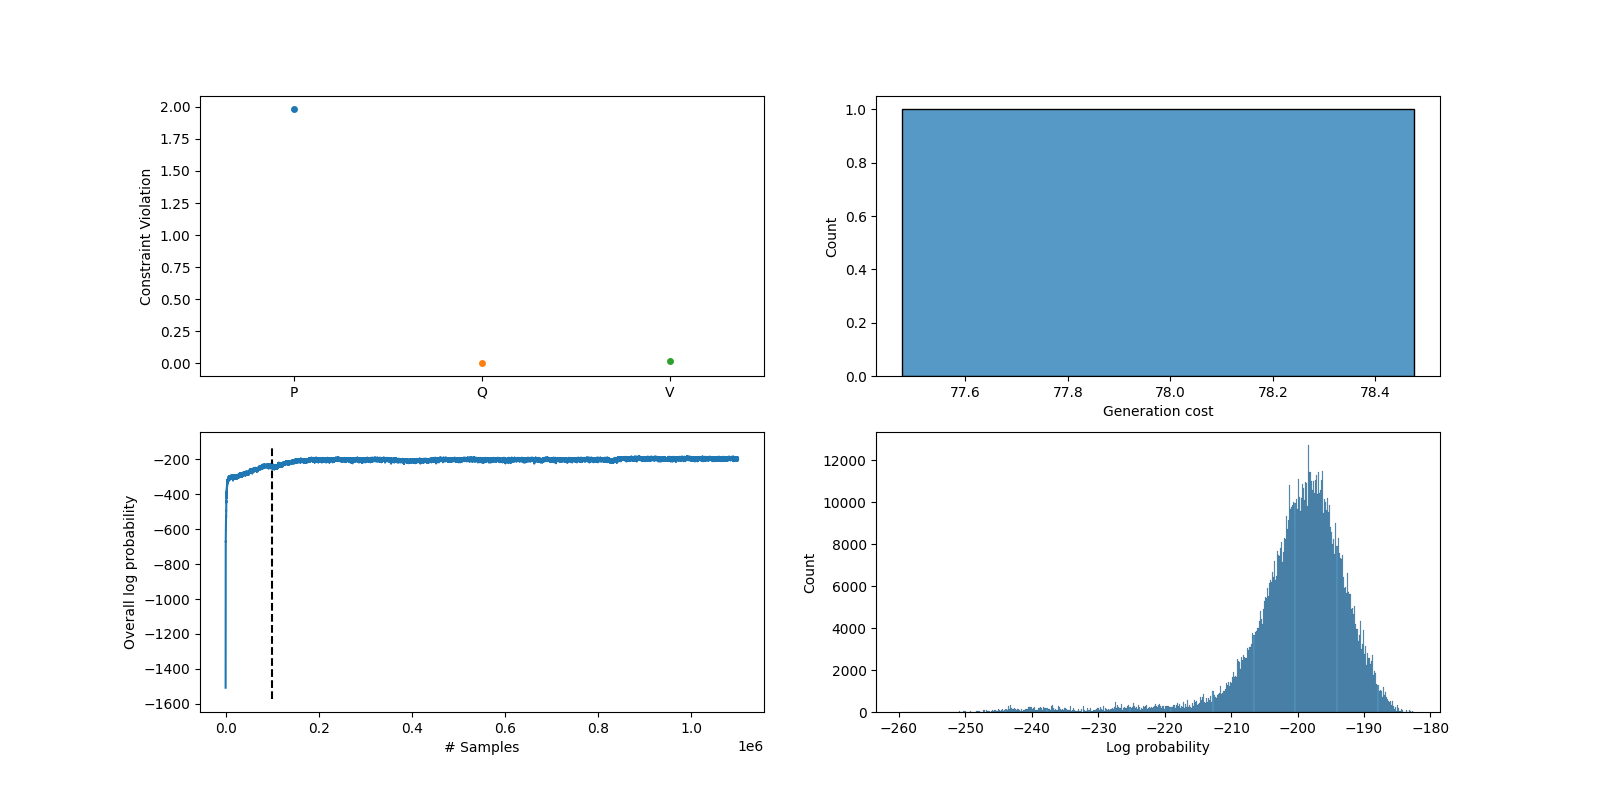 Constraint Violation
2.00
1.75
1.50
1.25
1.00
0.75
0.50
0.25
0.00
P Q V
Count
1.0
0.8
0.6
0.4
0.2
0.0
77.6 77.8 78.0 78.2 78.4
Generation cost
Overall log probability
−200
−400
−600
−800
−1000
−1200
−1400
−1600
0.0 0.2 0.4 0.6 0.8 1.0
# Samples
1e6
Count
12000
10000
8000
6000
4000
2000
0
−260 −250 −240 −230 −220 −210 −200 −190 −180
Log probability